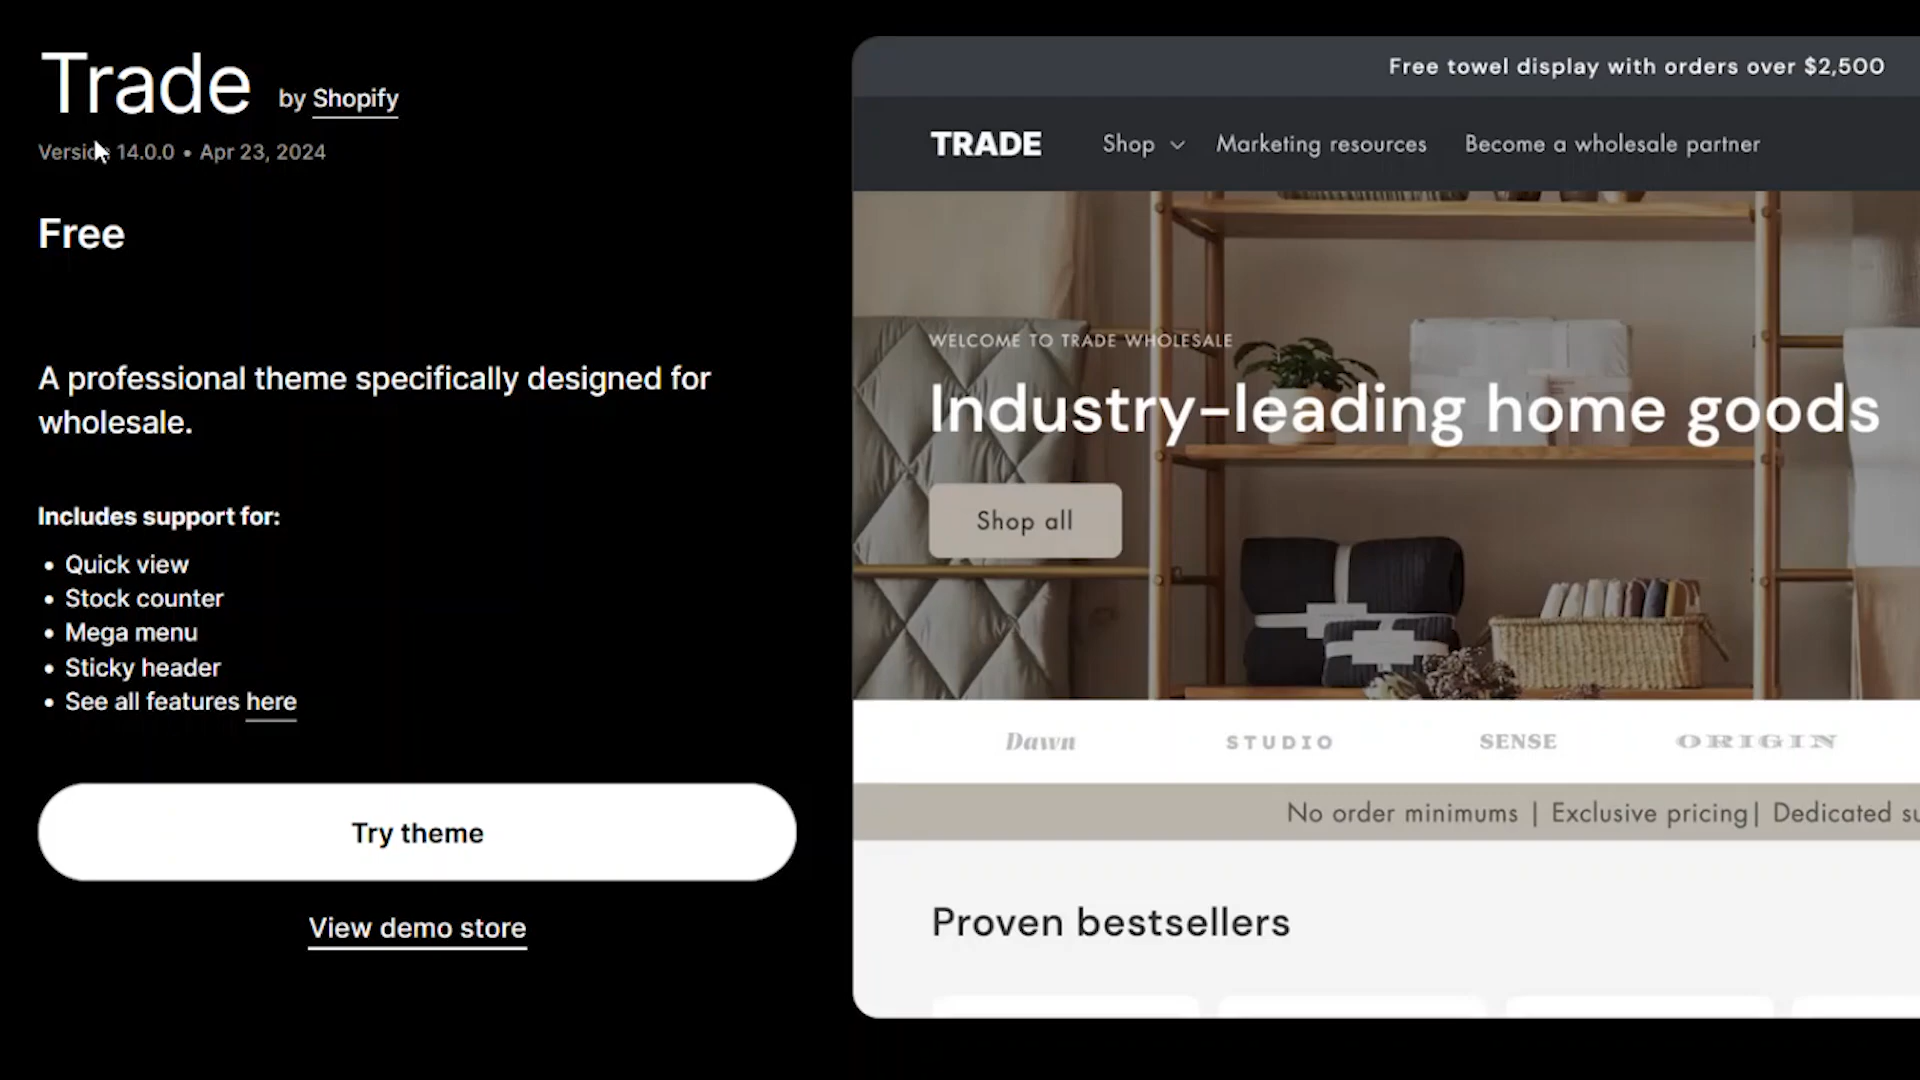 Trade by Shopify
Version 14.0.0 • Apr 23, 2024
Free
A professional theme specifically designed for
wholesale.
Includes support for:
• Quick view
• Stock counter
• Mega menu
• Sticky header
• See all features here
Try theme
View demo store
Free towel display with orders over $2,500
TRADE Shop Marketing resources Become a wholesale partner
WELCOME TO TRADE WHOLESALE
Industry-leading home goods
Shop all
Dawn STUDIO SENSE ORIGIN
No order minimums | Exclusive pricing| Dedicated
Proven bestsellers